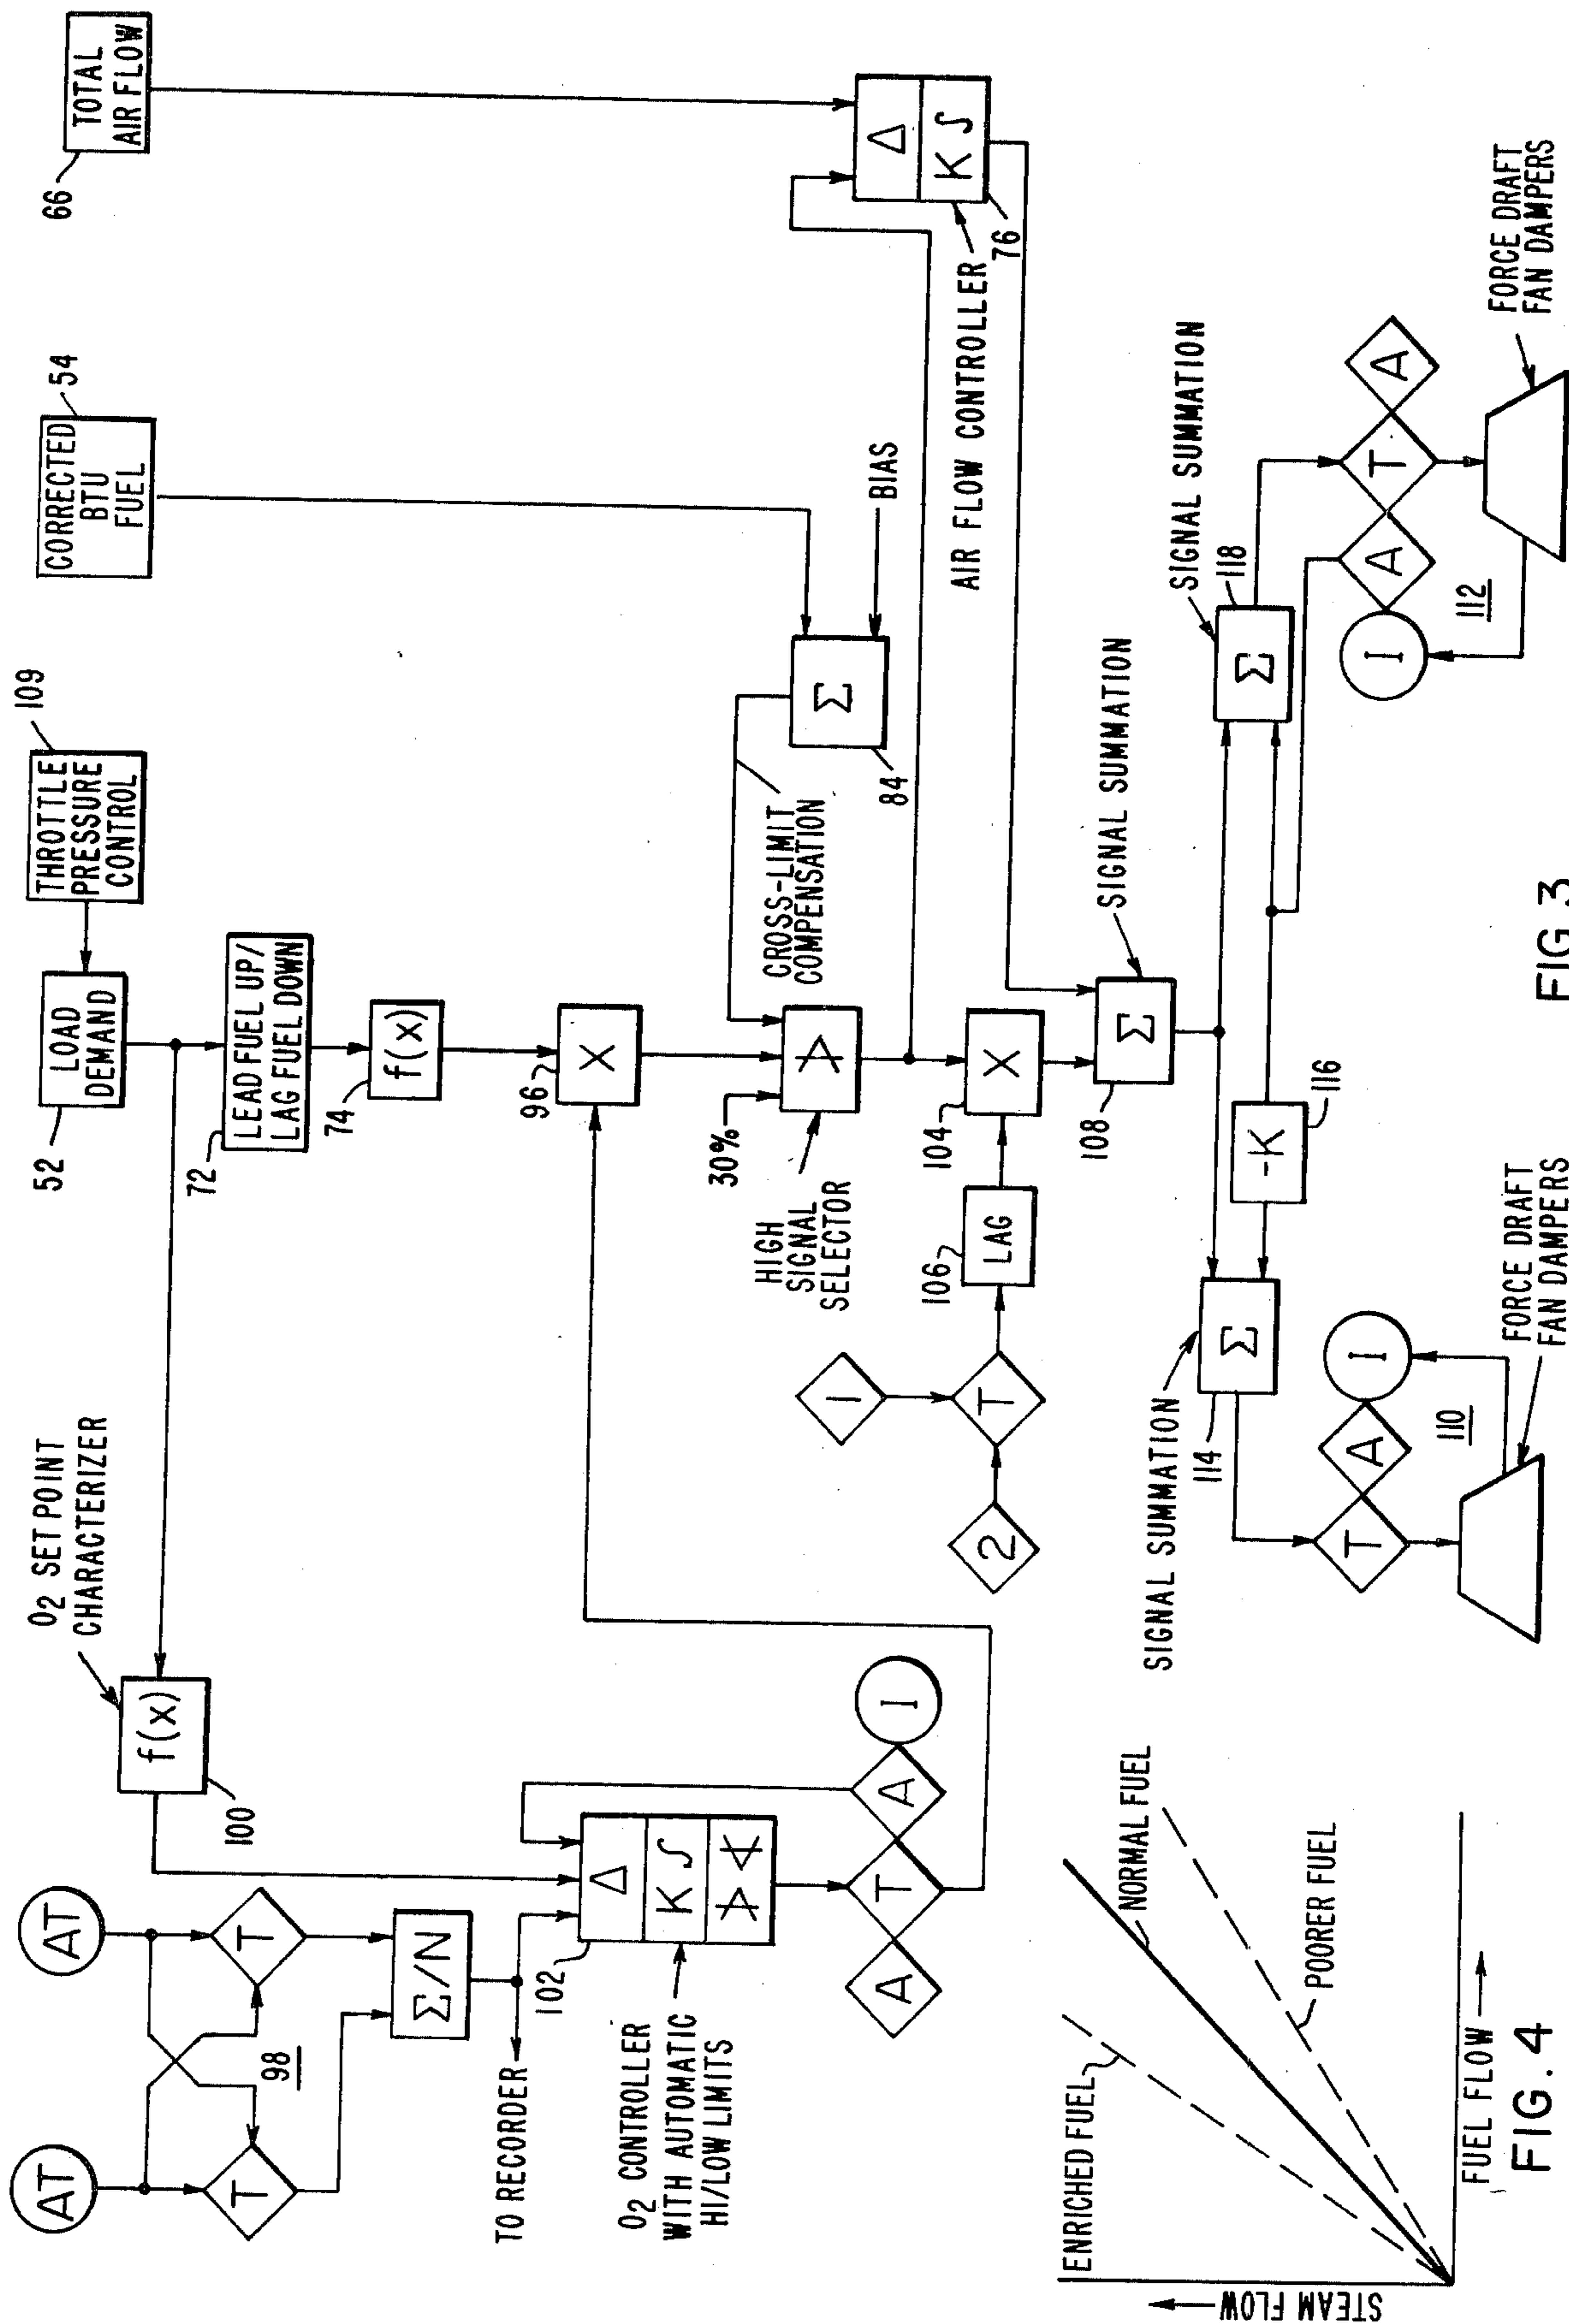 AT
AT
T
T
98
Σ/N
TO RECORDER
O2 SET POINT
CHARACTERIZER
f(x)
100
102
Δ
K ∫
≯ ≮
O2 CONTROLLER
WITH AUTOMATIC
HI/LOW LIMITS
A
T
A
I
THROTTLE
PRESSURE
CONTROL
109
LOAD
DEMAND
52
LEAD FUEL UP/
LAG FUEL DOWN
72
f(x)
74
X
96
CORRECTED
BTU
FUEL
54
TOTAL
AIR FLOW
66
Σ
84
BIAS
CROSS-LIMIT
COMPENSATION
30%
≯
HIGH
SIGNAL
SELECTOR
Δ
K ∫
76
AIR FLOW CONTROLLER
1
2
T
LAG
106
X
104
Σ
108
SIGNAL SUMMATION
SIGNAL SUMMATION
Σ
114
-K
116
SIGNAL SUMMATION
Σ
118
T
A
I
110
FORCE DRAFT
FAN DAMPERS
I
A
T
A
112
FORCE DRAFT
FAN DAMPERS
FIG. 3
STEAM FLOW
ENRICHED FUEL
NORMAL FUEL
POORER FUEL
FUEL FLOW
FIG. 4